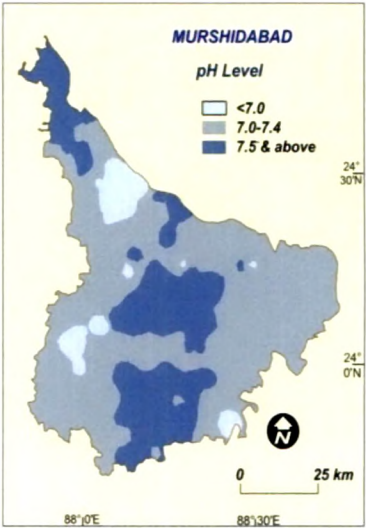 MURSHIDABAD
pH Level
<7.0
7.0-7.4
7.5 & above
24°
30'N
24°
0'N
N
0 25 km
88°0'E 88°30'E